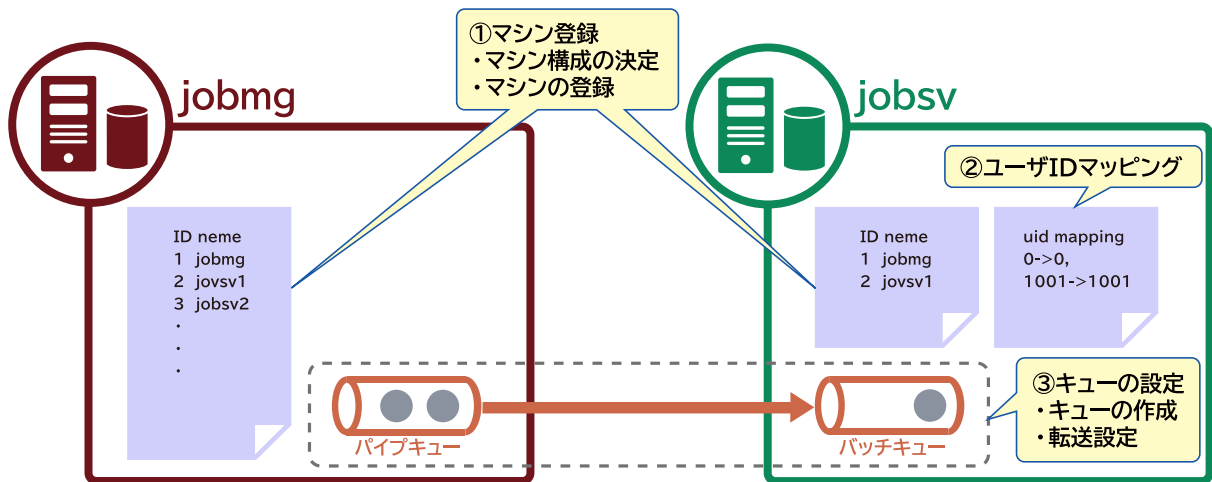 ①マシン登録
・マシン構成の決定
・マシンの登録
jobmg
jobsv
②ユーザIDマッピング
ID neme
1 jobmg
2 jovsv1
3 jobsv2
・
・
・
ID neme
1 jobmg
2 jovsv1
uid mapping
0->0,
1001->1001
パイプキュー
バッチキュー
③キューの設定
・キューの作成
・転送設定